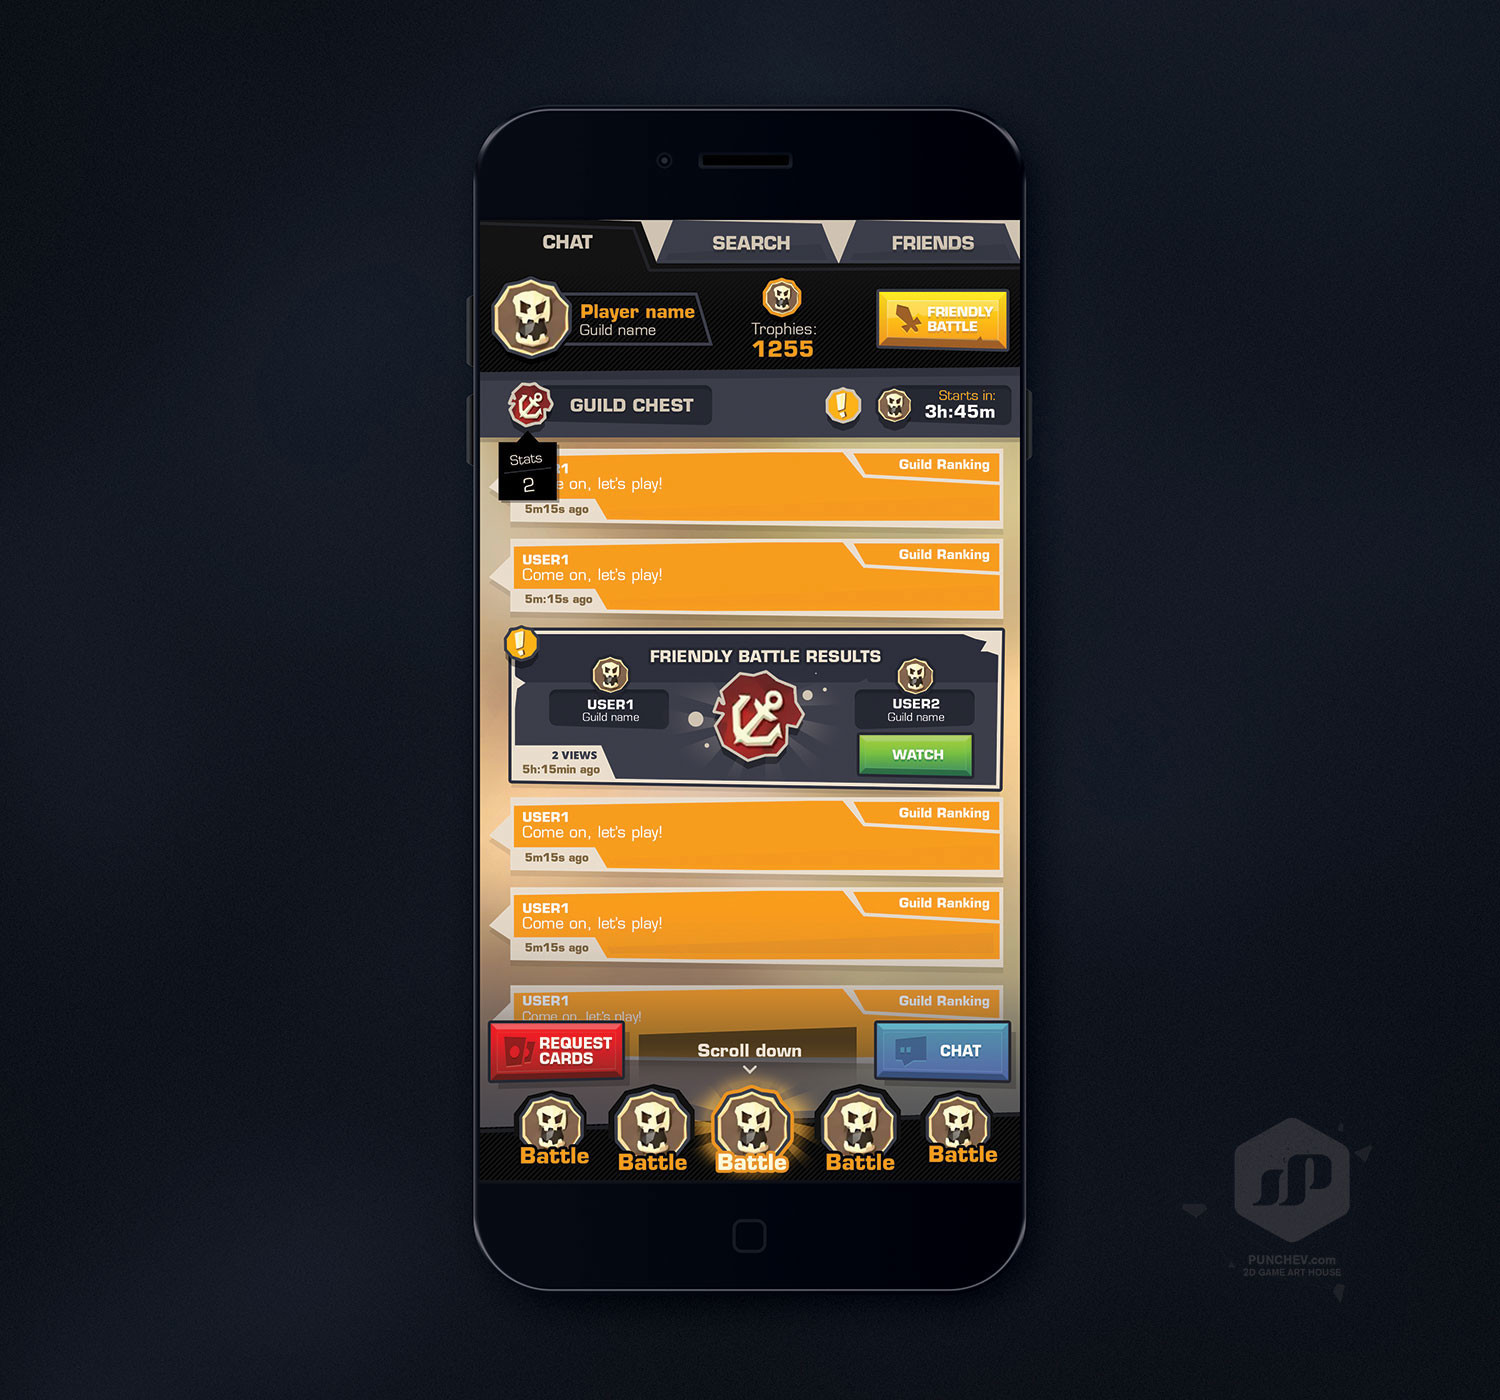 CHAT
SEARCH
FRIENDS
Player name
Guild name
Trophies:
1255
FRIENDLY
BATTLE
GUILD CHEST
Starts in:
3h:45m
Stats
2
R1
e on, let's play!
5m15s ago
Guild Ranking
USER1
Come on, let's play!
5m:15s ago
Guild Ranking
FRIENDLY BATTLE RESULTS
USER1
Guild name
USER2
Guild name
2 VIEWS
5h:15min ago
WATCH
USER1
Come on, let's play!
5m15s ago
Guild Ranking
USER1
Come on, let's play!
5m15s ago
Guild Ranking
USER1
Come on, let's play!
Guild Ranking
REQUEST
CARDS
Scroll down
CHAT
Battle
Battle
Battle
Battle
Battle
PUNCHEV.com
2D GAME ART HOUSE